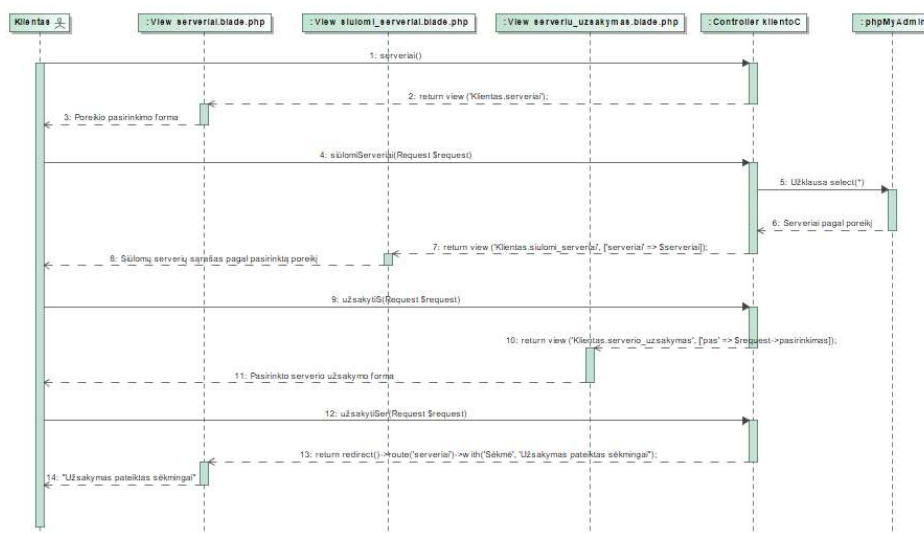 Klientas
:View serveriai.blade.php
:View siulomi_serveriai.blade.php
:View serveriu_uzsakymas.blade.php
:Controller klientoC
:phpMyAdmin
1: serveriai()
2: return view ('Klientas.serveriai');
3: Poreikio pasirinkimo forma
4: siūlomiServeriai(Request $request)
5: Užklausa select(*)
6: Serveriai pagal poreikį
7: return view ('Klientas.siulomi_serveriai', ['serveriai' => $serveriai]);
8: Siūlomų serverių sąrašas pagal pasirinktą poreikį
9: užsakytiS(Request $request)
10: return view ('Klientas.serverio_uzsakymas', ['pas' => $request->pasirinkimas]);
11: Pasirinkto serverio užsakymo forma
12: užsakytiSer(Request $request)
13: return redirect()->route('serveriai')->with('Sėkmė', 'Užsakymas pateiktas sėkmingai');
14: "Užsakymas pateiktas sėkmingai"